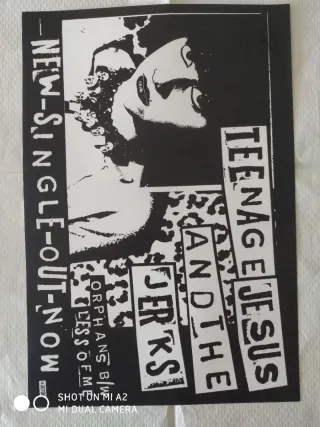 TEENAGE JESUS
AND THE
JERKS
ORPHANS B/W
LESS OF ME
NEW-SINGLE-OUT-NOW
SHOT ON MI A2
MI DUAL CAMERA